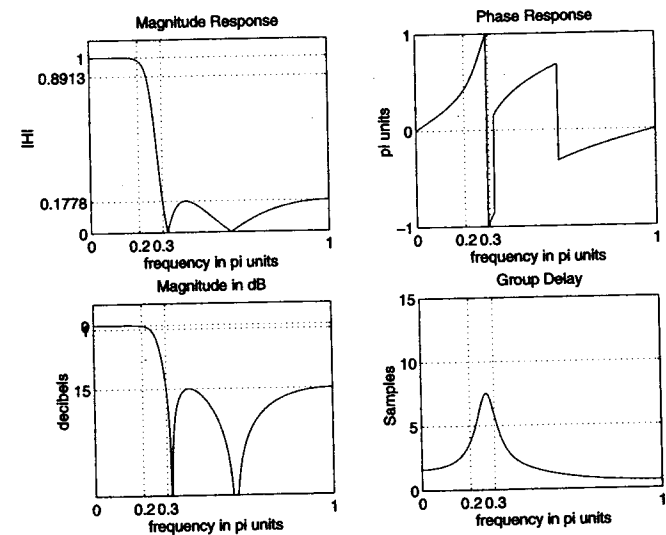 Magnitude Response
|H|
1
0.8913
0.1778
0
0 0.2 0.3 1
frequency in pi units
Phase Response
pi units
1
0
−1
0 0.2 0.3 1
frequency in pi units
Magnitude in dB
decibels
0
1
15
0 0.2 0.3 1
frequency in pi units
Group Delay
Samples
15
10
5
0
0 0.2 0.3 1
frequency in pi units